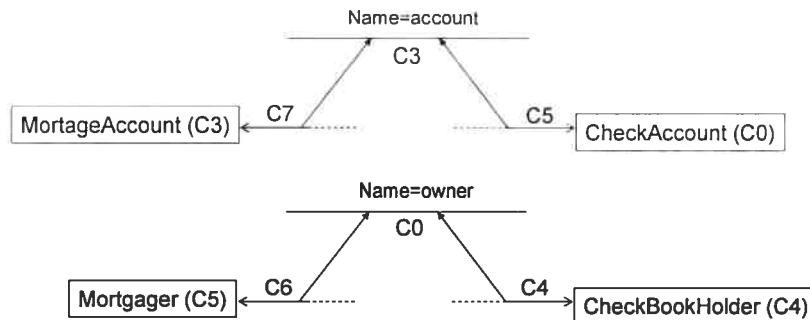 Name=account
C3
C7
C5
MortageAccount (C3)
CheckAccount (C0)
Name=owner
C0
C6
C4
Mortgager (C5)
CheckBookHolder (C4)